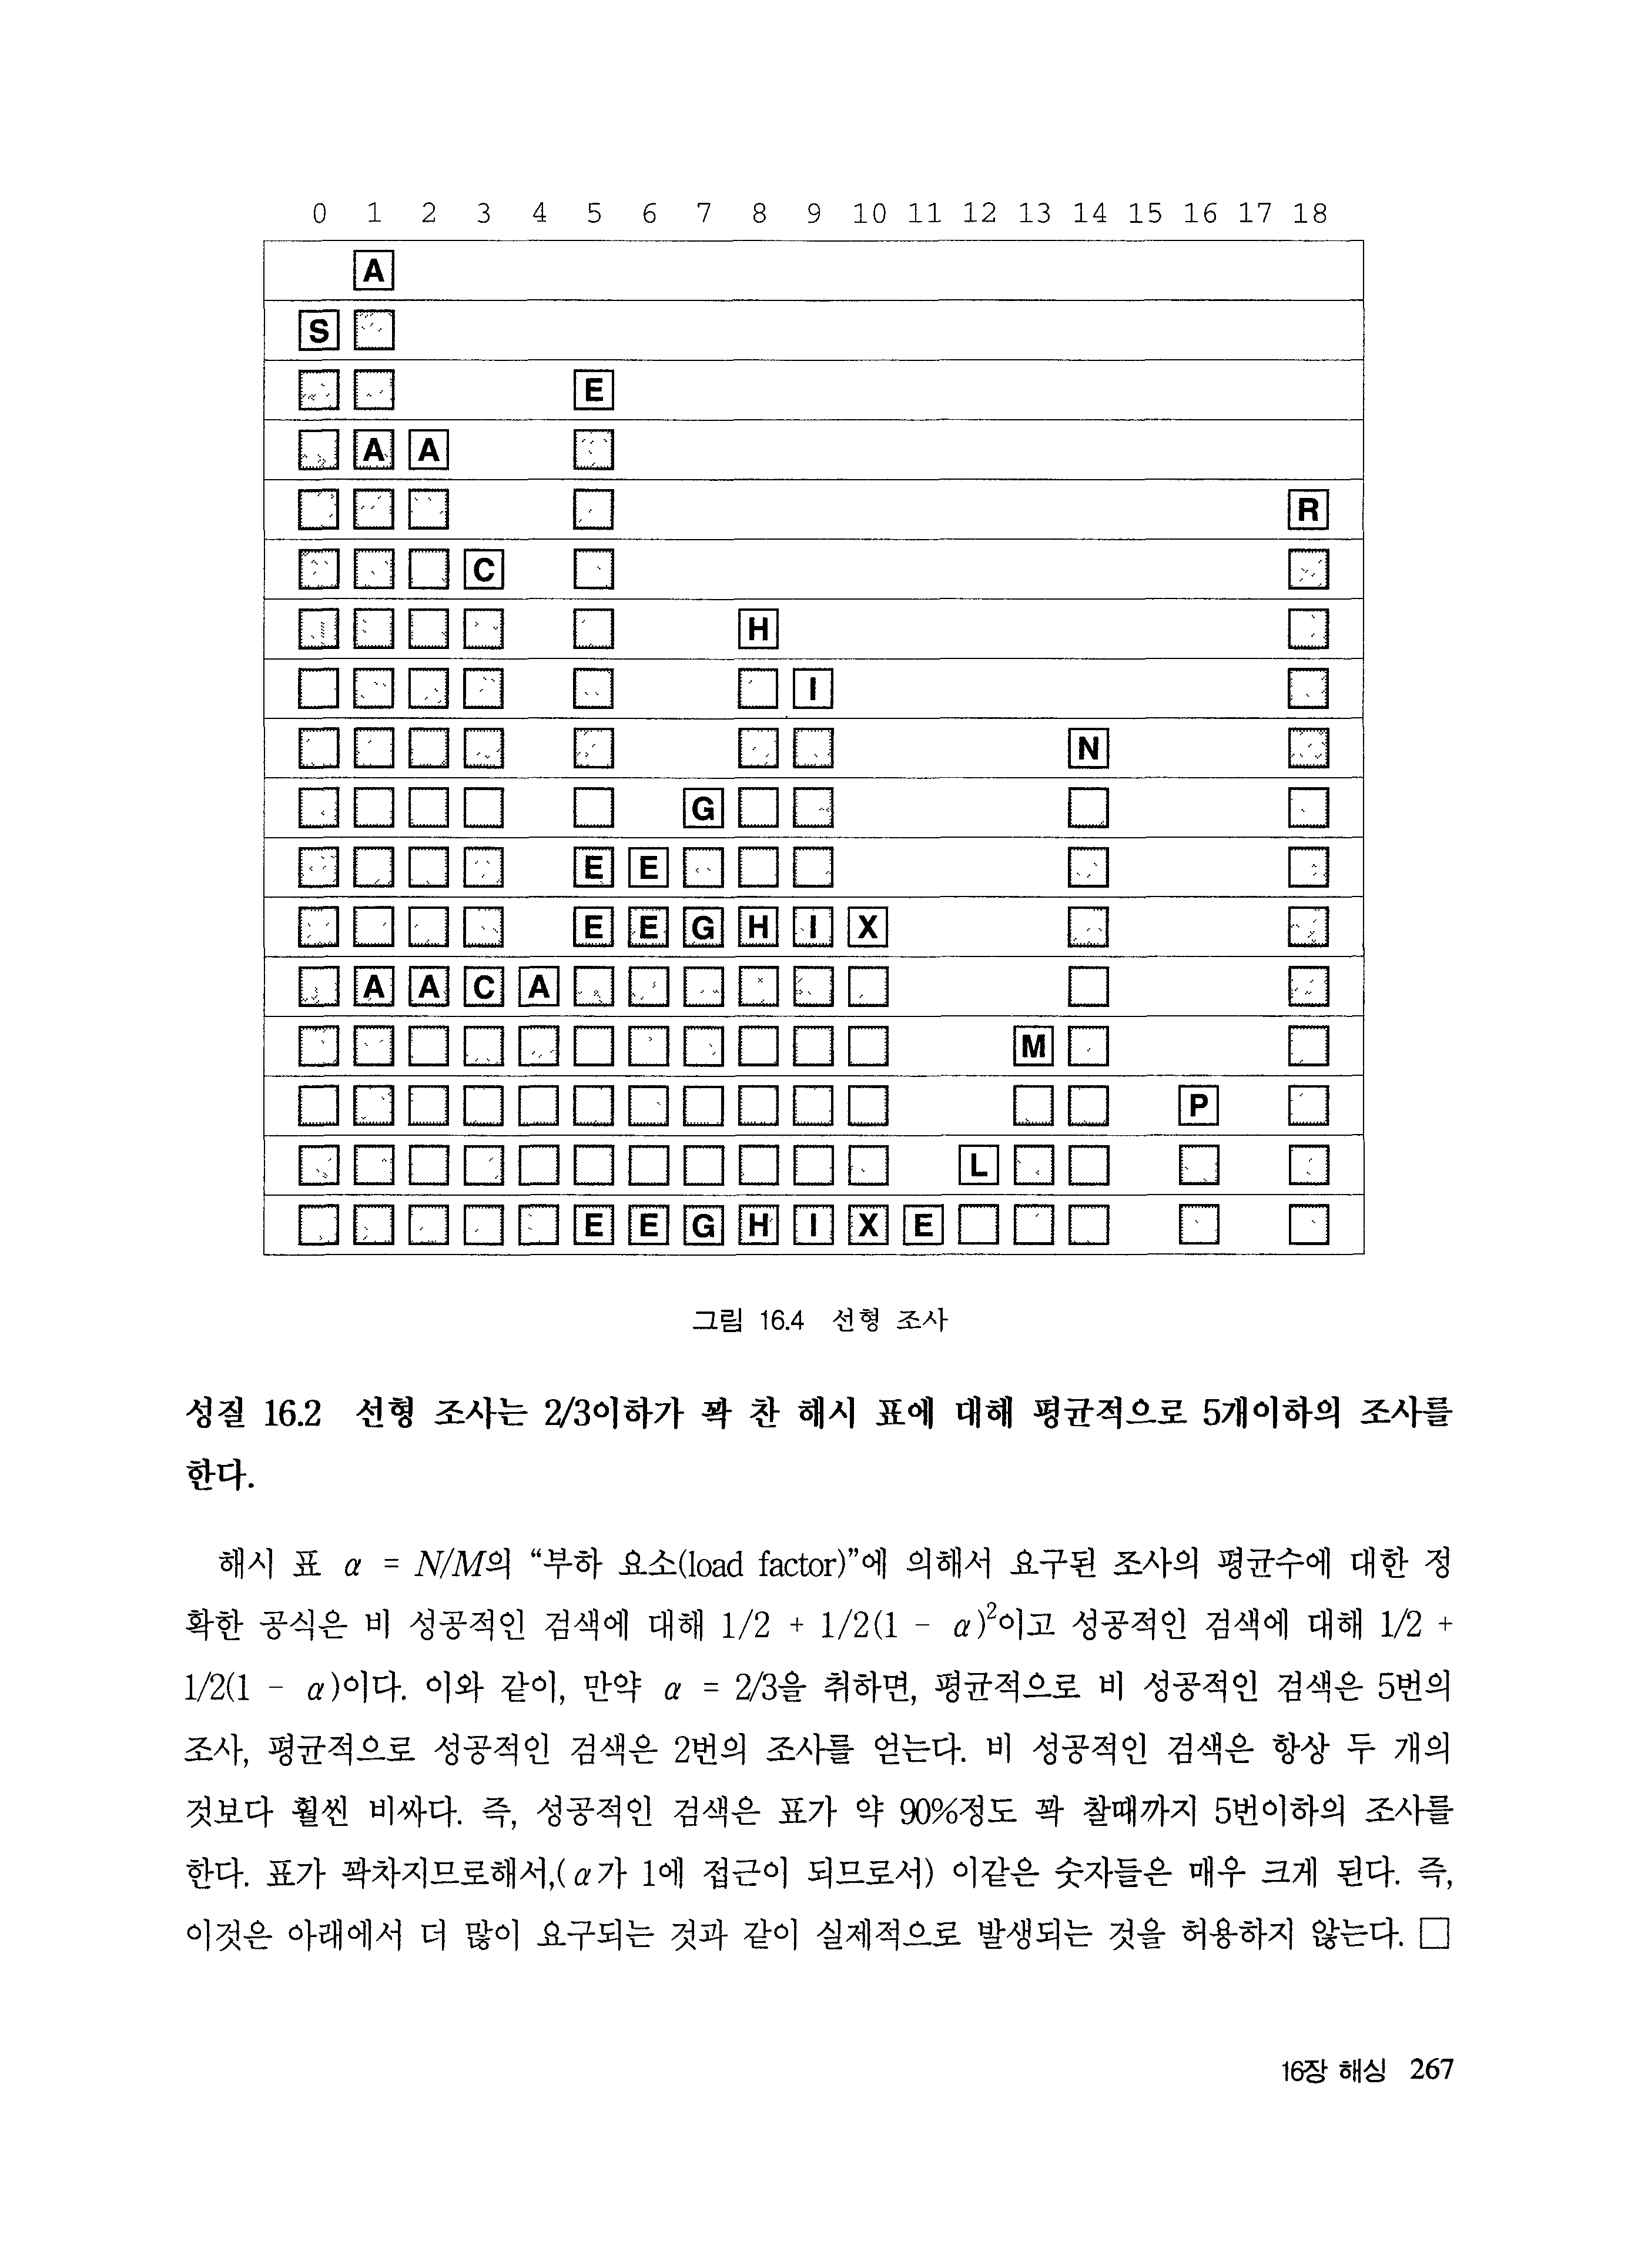 0 1 2 3 4 5 6 7 8 9 10 11 12 13 14 15 16 17 18
A
S
E
A A
R
C
H
I
N
G
E E
E E G H I X
A A C A
M
P
L
E E G H I X E
그림 16.4 선형 조사
성질 16.2 선형 조사는 2/3이하가 꽉 찬 해시 표에 대해 평균적으로 5개이하의 조사를
한다.
해시 표 α = N/M의 “부하 요소(load factor)”에 의해서 요구된 조사의 평균수에 대한 정
확한 공식은 비 성공적인 검색에 대해 1/2 + 1/2(1 - α)²이고 성공적인 검색에 대해 1/2 +
1/2(1 - α)이다. 이와 같이, 만약 α = 2/3을 취하면, 평균적으로 비 성공적인 검색은 5번의
조사, 평균적으로 성공적인 검색은 2번의 조사를 얻는다. 비 성공적인 검색은 항상 두 개의
것보다 훨씬 비싸다. 즉, 성공적인 검색은 표가 약 90%정도 꽉 찰때까지 5번이하의 조사를
한다. 표가 꽉차지므로해서,(α가 1에 접근이 되므로서) 이같은 숫자들은 매우 크게 된다. 즉,
이것은 아래에서 더 많이 요구되는 것과 같이 실제적으로 발생되는 것을 허용하지 않는다. □
16장 해싱 267